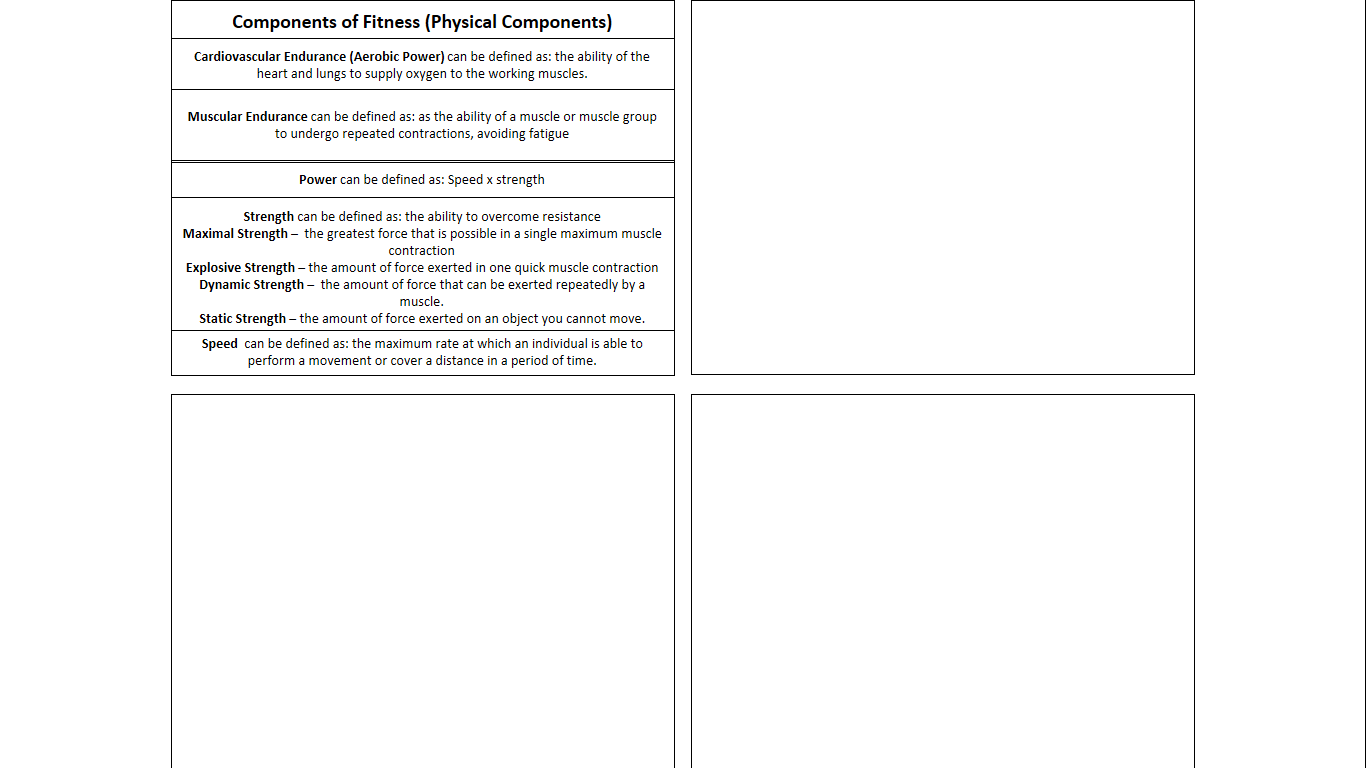 Components of Fitness (Physical Components)
Cardiovascular Endurance (Aerobic Power) can be defined as: the ability of the
heart and lungs to supply oxygen to the working muscles.
Muscular Endurance can be defined as: as the ability of a muscle or muscle group
to undergo repeated contractions, avoiding fatigue
Power can be defined as: Speed x strength
Strength can be defined as: the ability to overcome resistance
Maximal Strength – the greatest force that is possible in a single maximum muscle
contraction
Explosive Strength – the amount of force exerted in one quick muscle contraction
Dynamic Strength – the amount of force that can be exerted repeatedly by a
muscle.
Static Strength – the amount of force exerted on an object you cannot move.
Speed can be defined as: the maximum rate at which an individual is able to
perform a movement or cover a distance in a period of time.